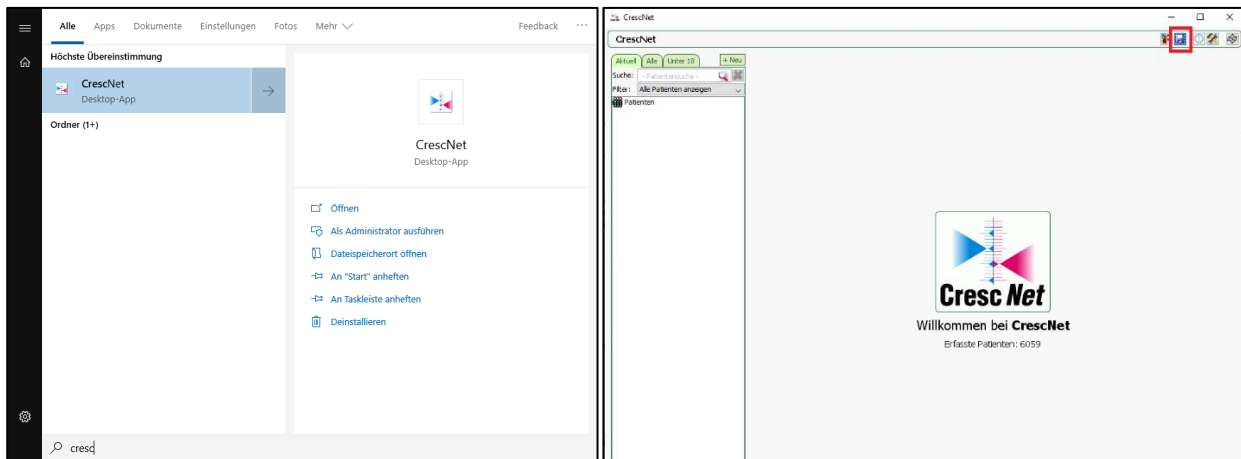 Alle Apps Dokumente Einstellungen Fotos Mehr Feedback ...
Höchste Übereinstimmung
CrescNet
Desktop-App
Ordner (1+)
CrescNet
Desktop-App
Öffnen
Als Administrator ausführen
Dateispeicherort öffnen
An "Start" anheften
An Taskleiste anheften
Deinstallieren
cresc
CrescNet
CrescNet
Aktuell Alle Unter 18 + Neu
Suche: - Patientensuche -
Filter: Alle Patienten anzeigen
Patienten
Cresc Net
Willkommen bei CrescNet
Erfasste Patienten: 6059